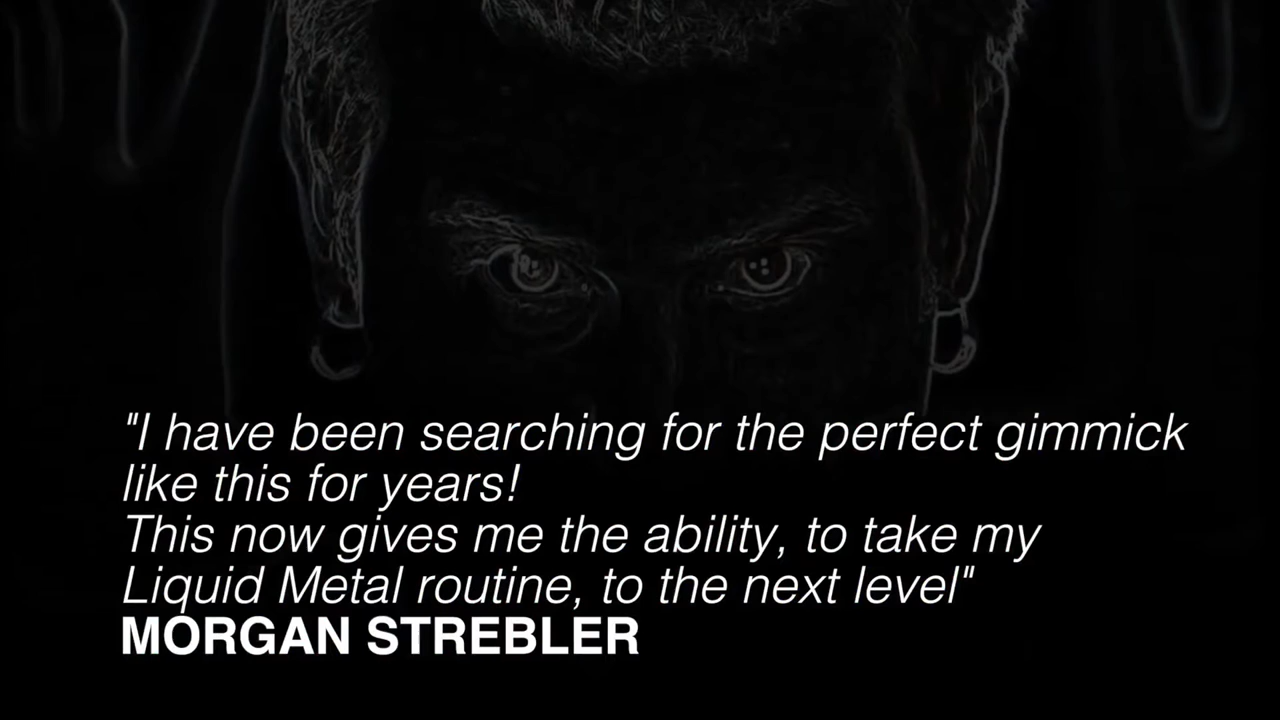 "I have been searching for the perfect gimmick
like this for years!
This now gives me the ability, to take my
Liquid Metal routine, to the next level"
MORGAN STREBLER